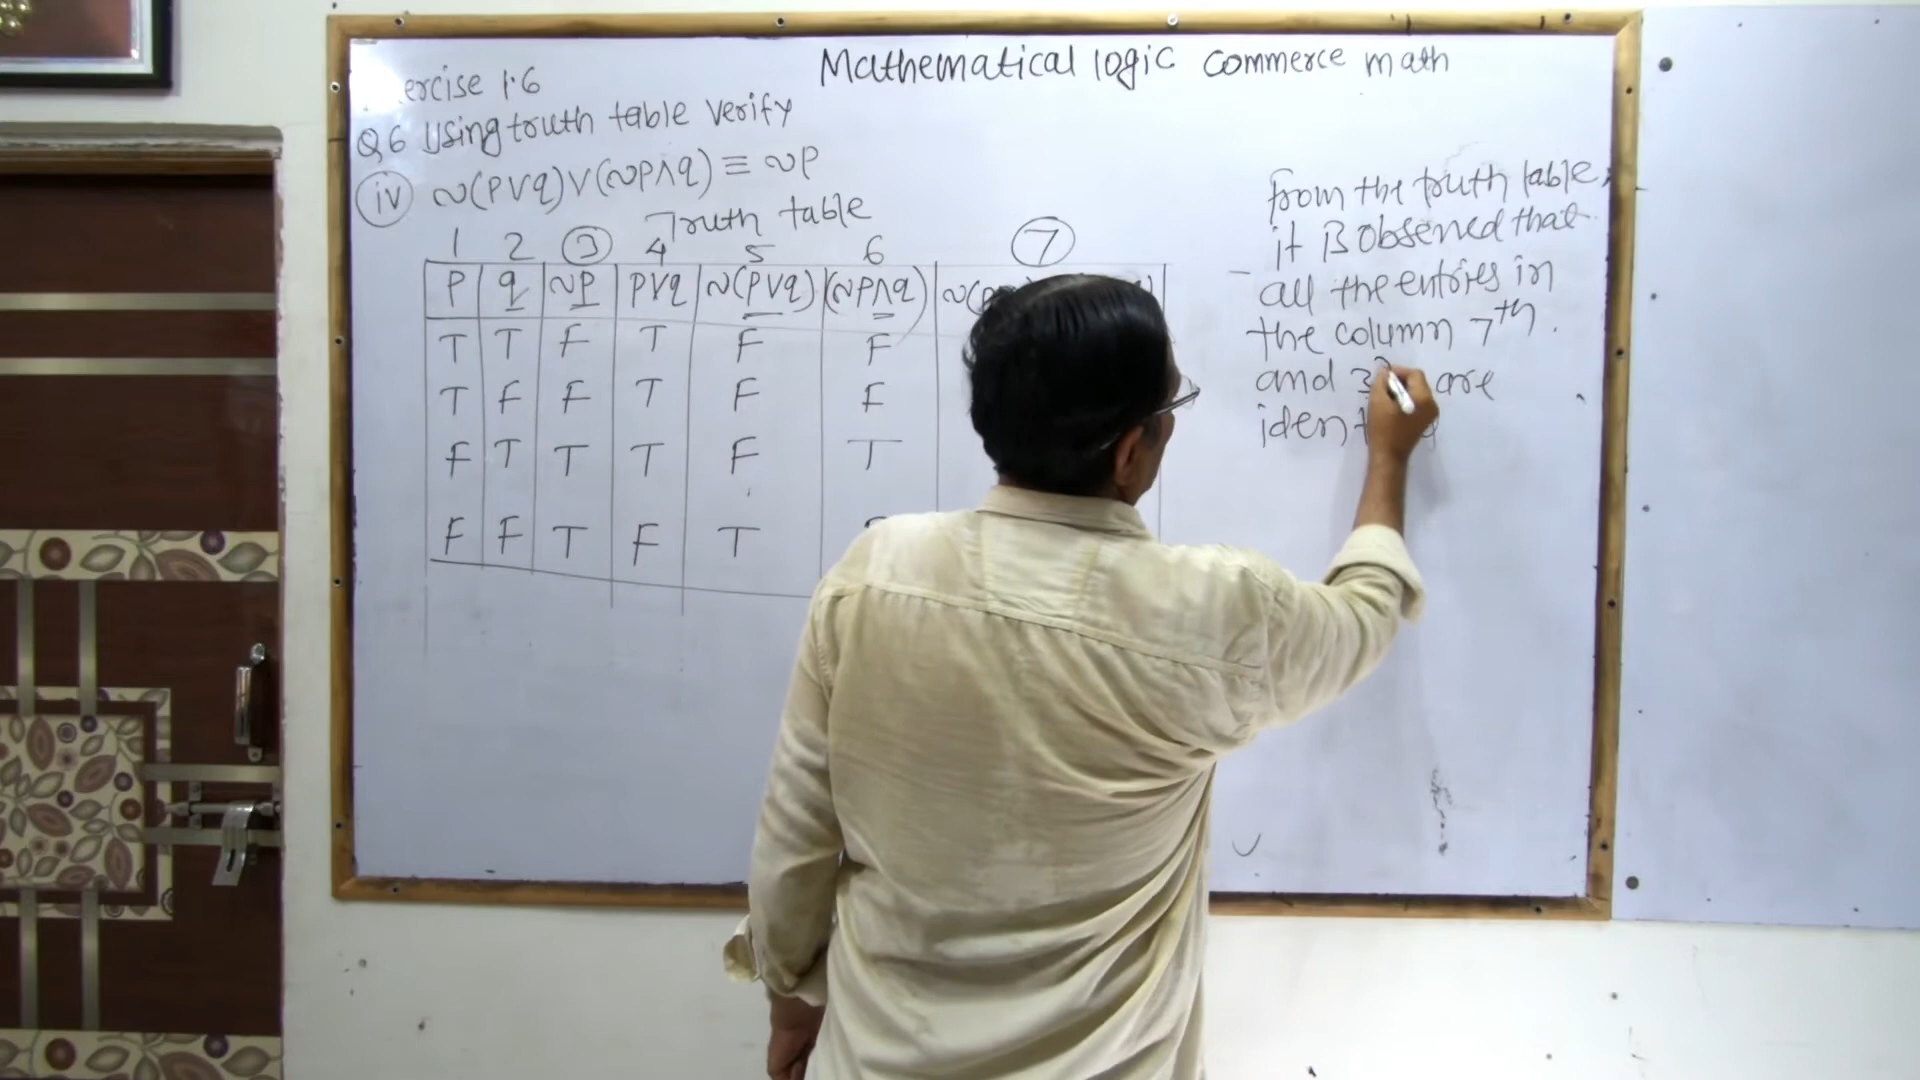 Mathematical logic commerce math
ercise 1.6
Q6 Using truth table verify
iv ~(p∨q)∨(~p∧q) ≡ ~p
Truth table
1 2 3 4 5 6 7
p q ~p p∨q ~(p∨q) (~p∧q)
T T F T F F
T F F T F F
F T T T F T
F F T F T
from the truth table,
it is observed that
all the entries in
the column 7th.
and 3 are